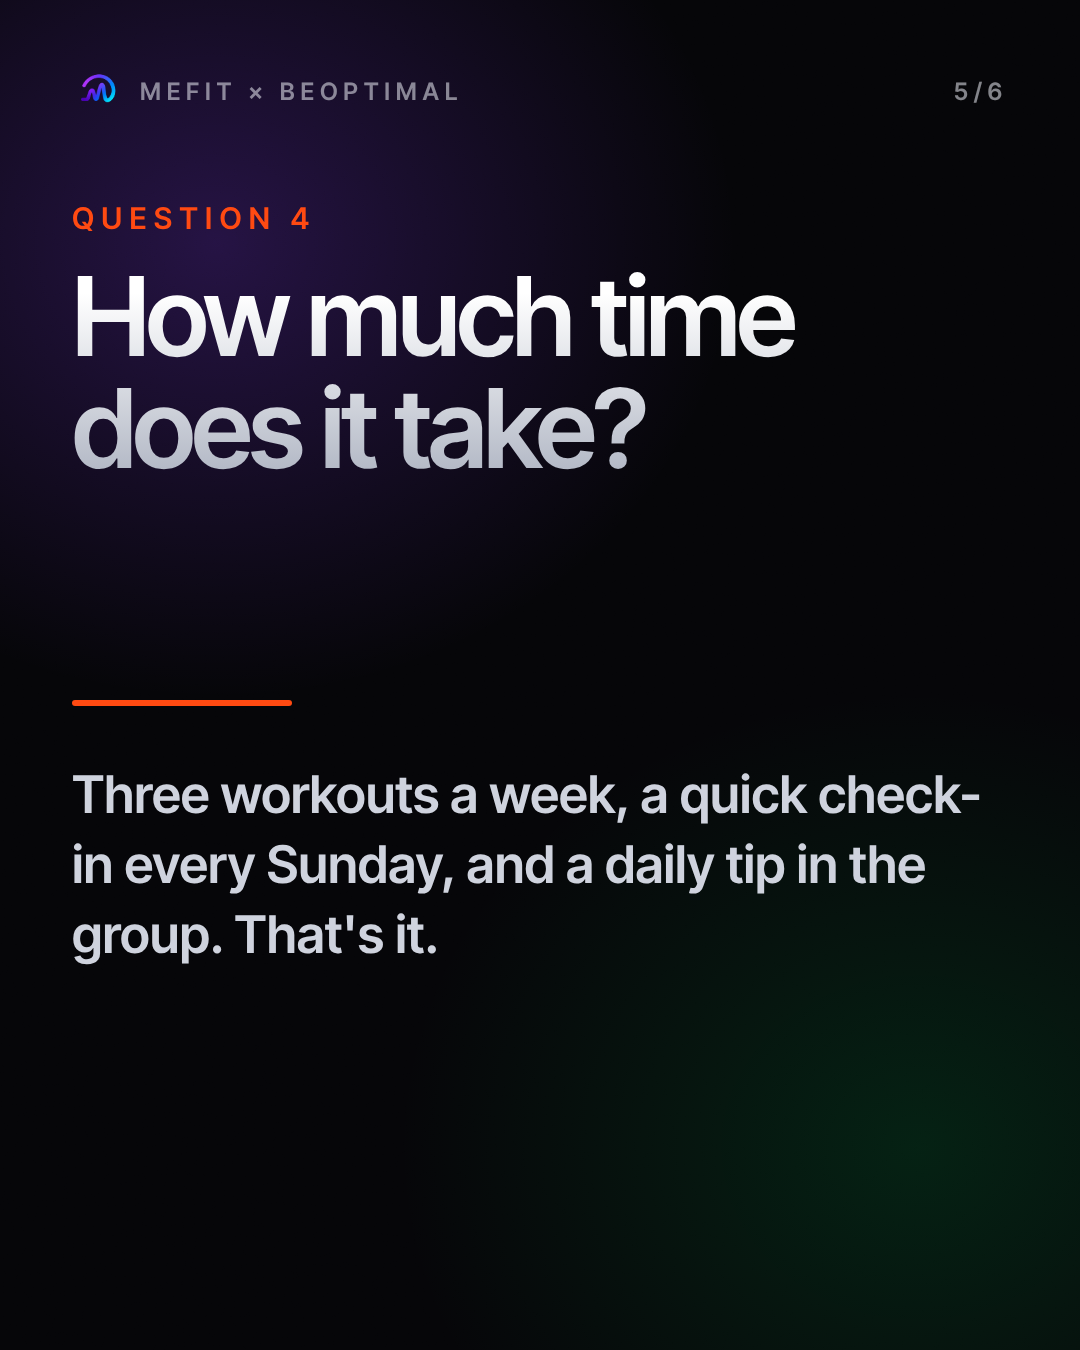 MEFIT × BEOPTIMAL
5/6
QUESTION 4
How much time
does it take?
Three workouts a week, a quick check-
in every Sunday, and a daily tip in the
group. That's it.